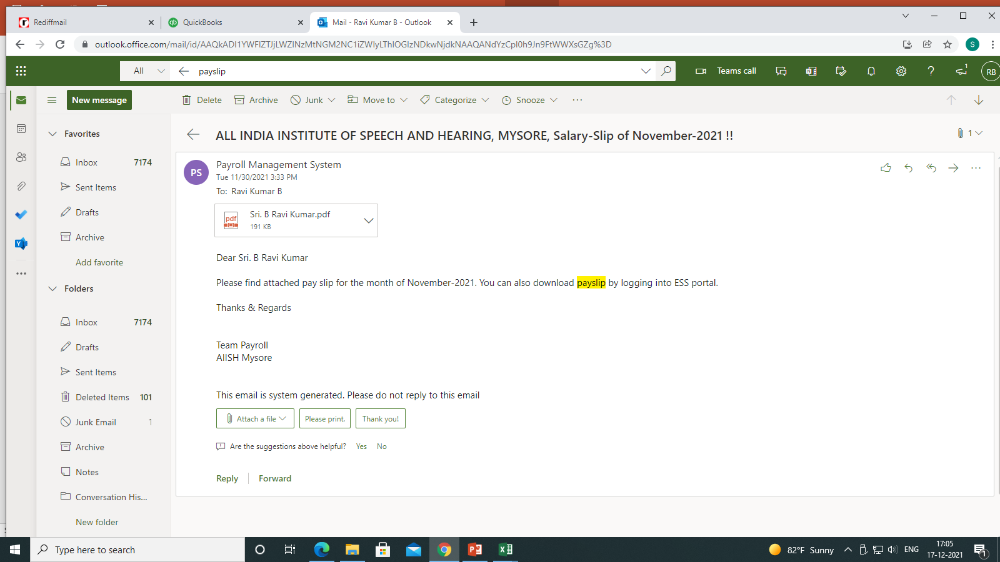 Rediffmail
QuickBooks
Mail - Ravi Kumar B - Outlook
S
All
payslip
Teams call
1
RB
New message
Delete
Archive
Junk
Move to
Categorize
Snooze
Favorites
Inbox 7174
Sent Items
Drafts
Archive
Add favorite
Folders
Inbox 7174
Drafts
Sent Items
Deleted Items 101
Junk Email 1
Archive
Notes
Conversation His...
New folder
ALL INDIA INSTITUTE OF SPEECH AND HEARING, MYSORE, Salary-Slip of November-2021 !!
1
PS
Payroll Management System
Tue 11/30/2021 3:33 PM
To: Ravi Kumar B
pdf
Sri. B Ravi Kumar.pdf
191 KB
Dear Sri. B Ravi Kumar
Please find attached pay slip for the month of November-2021. You can also download payslip by logging into ESS portal.
Thanks & Regards
Team Payroll
AIISH Mysore
This email is system generated. Please do not reply to this email
Attach a file
Please print.
Thank you!
Are the suggestions above helpful? Yes No
Reply
Forward
Type here to search
82°F Sunny
ENG
17:05
17-12-2021
1